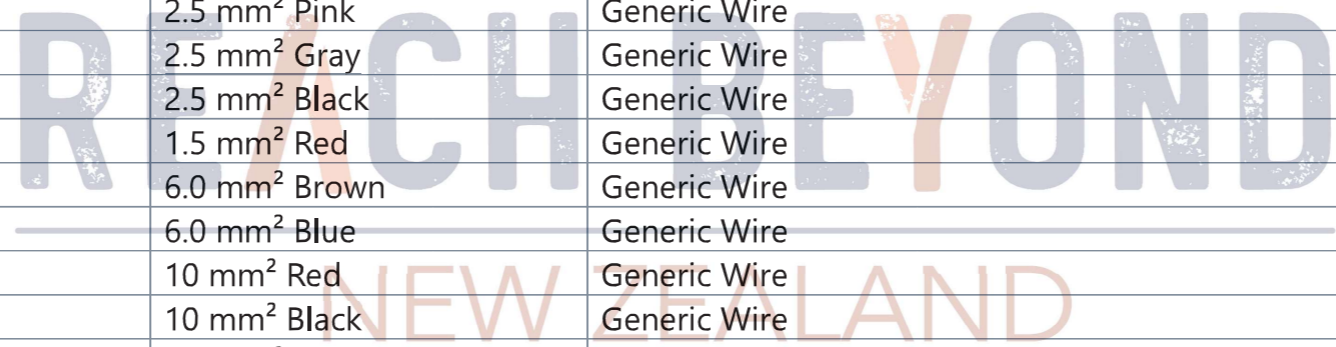 2.5 mm² Pink Generic Wire
2.5 mm² Gray Generic Wire
2.5 mm² Black Generic Wire
1.5 mm² Red Generic Wire
6.0 mm² Brown Generic Wire
6.0 mm² Blue Generic Wire
10 mm² Red Generic Wire
10 mm² Black Generic Wire
REACH BEYOND
NEW ZEALAND